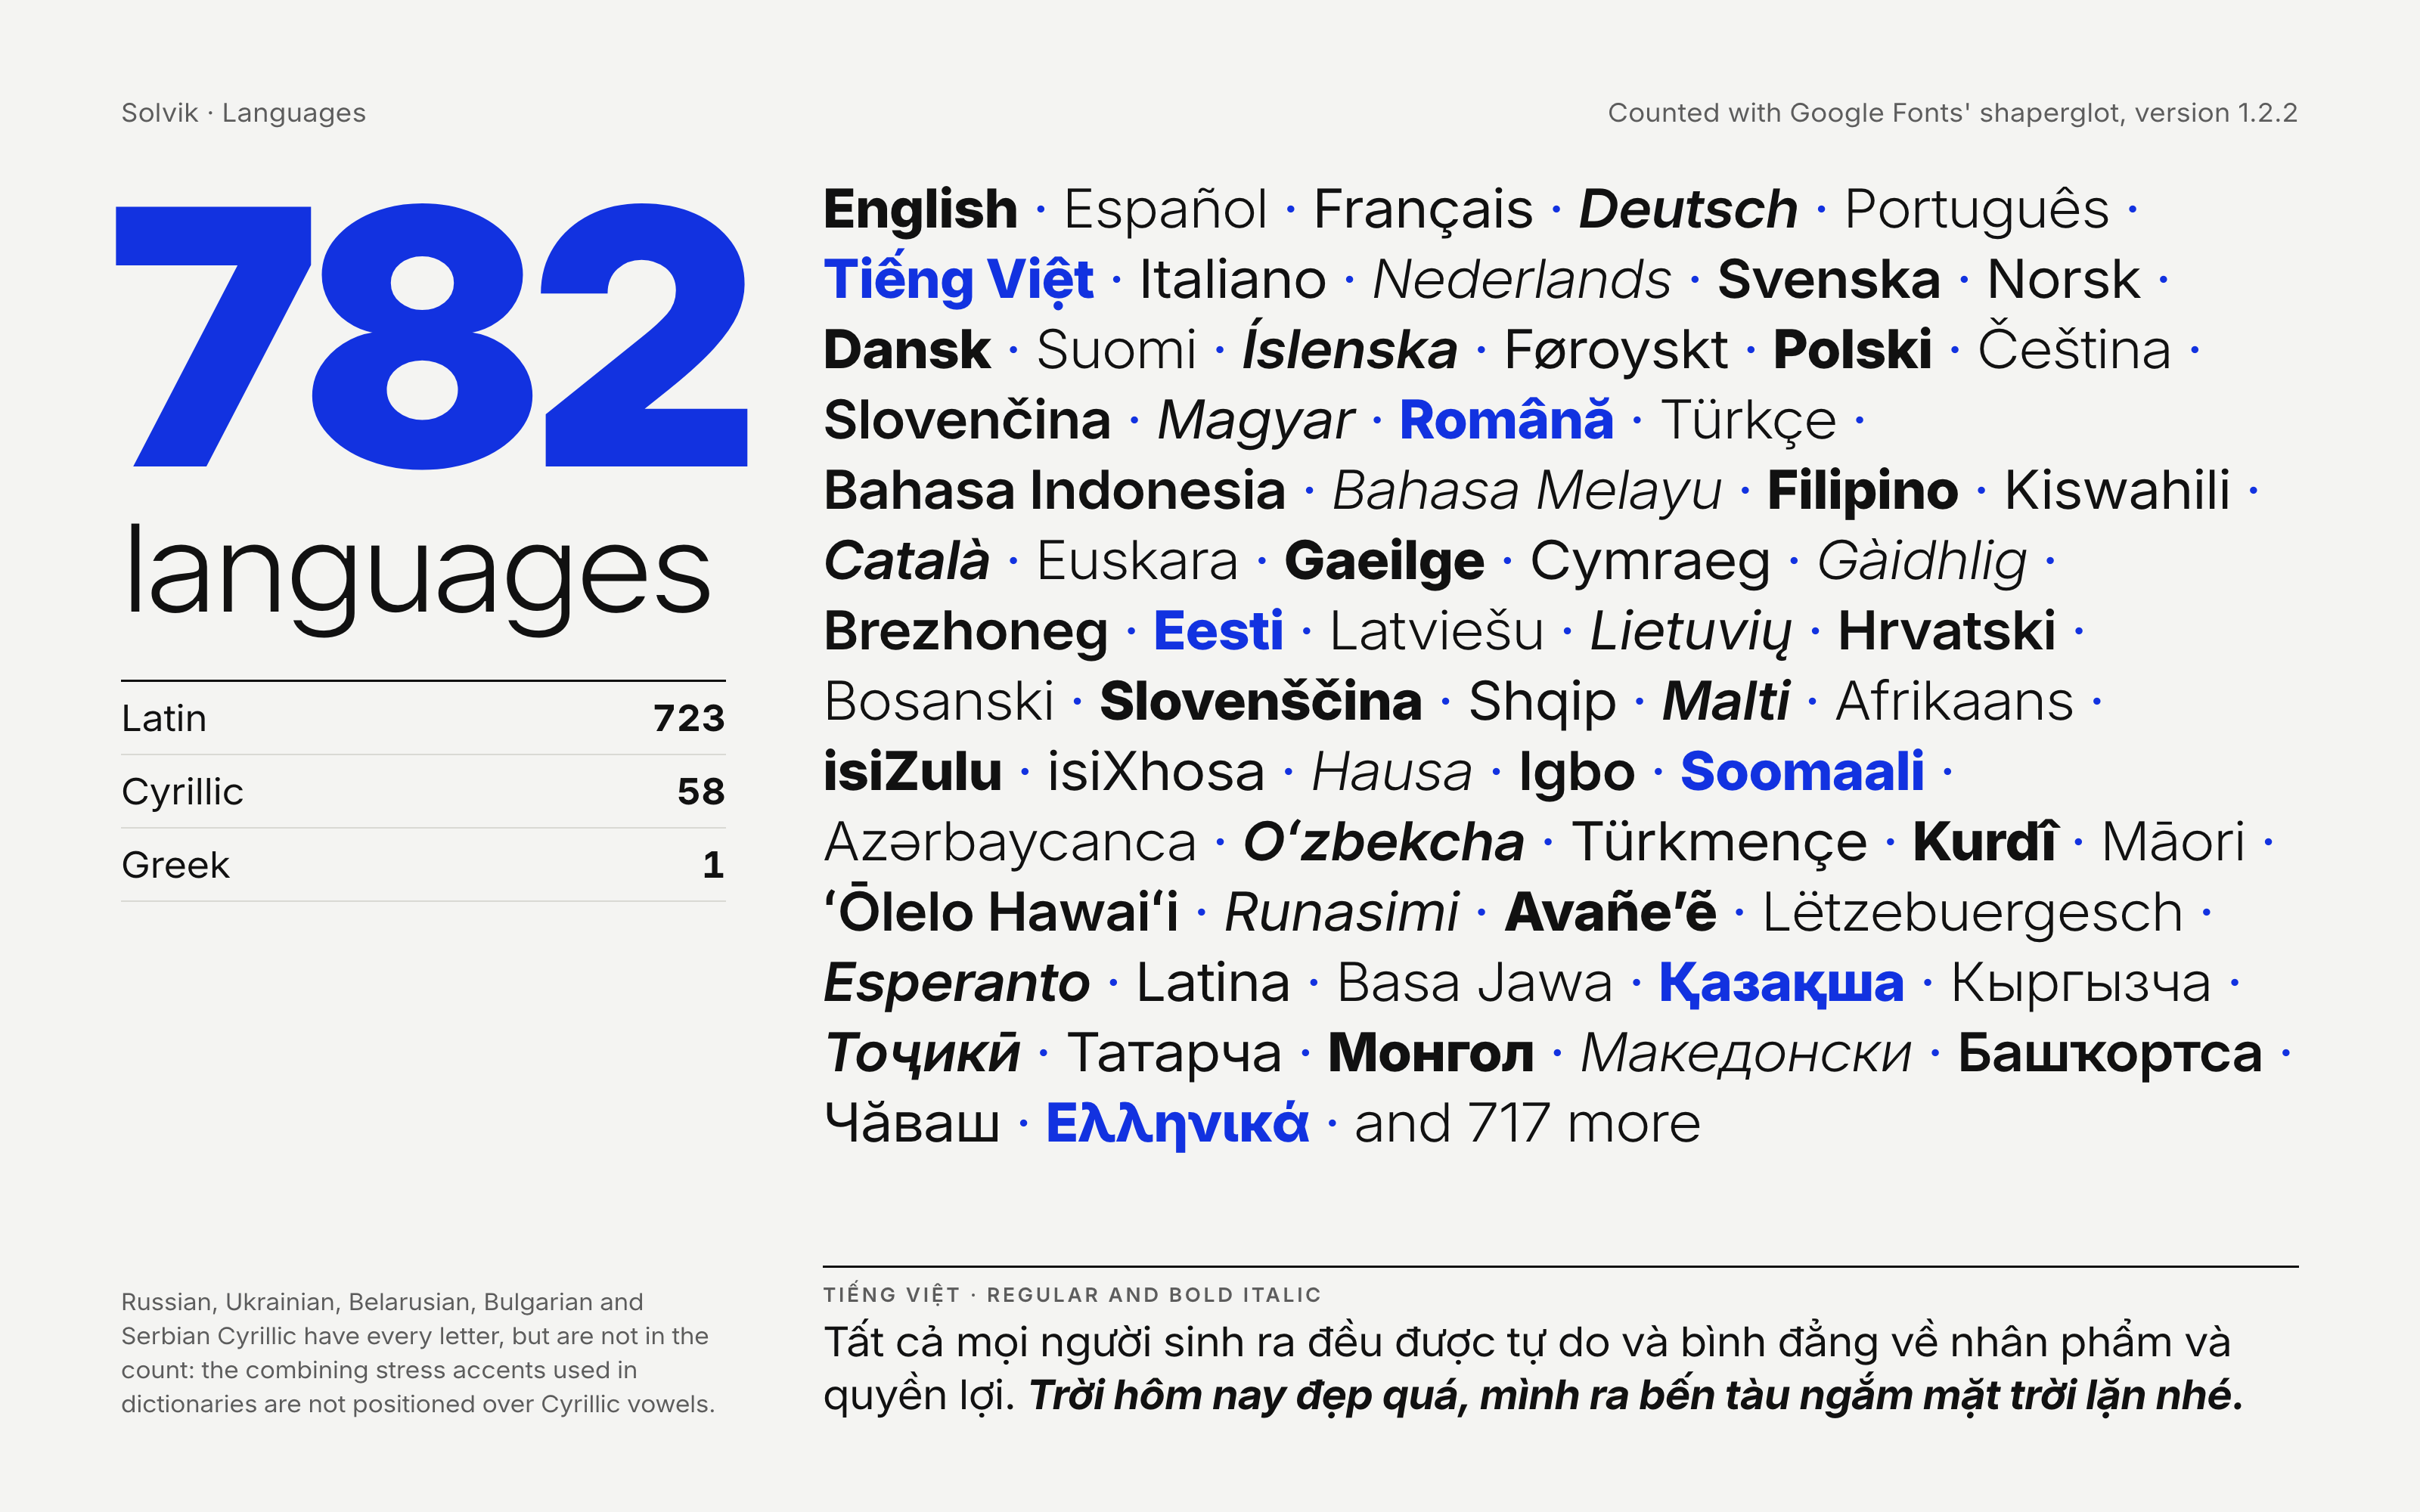 Solvik · Languages
Counted with Google Fonts' shaperglot, version 1.2.2
782
languages
Latin 723
Cyrillic 58
Greek 1
Russian, Ukrainian, Belarusian, Bulgarian and
Serbian Cyrillic have every letter, but are not in the
count: the combining stress accents used in
dictionaries are not positioned over Cyrillic vowels.
English · Español · Français · Deutsch · Português ·
Tiếng Việt · Italiano · Nederlands · Svenska · Norsk ·
Dansk · Suomi · Íslenska · Føroyskt · Polski · Čeština ·
Slovenčina · Magyar · Română · Türkçe ·
Bahasa Indonesia · Bahasa Melayu · Filipino · Kiswahili ·
Català · Euskara · Gaeilge · Cymraeg · Gàidhlig ·
Brezhoneg · Eesti · Latviešu · Lietuvių · Hrvatski ·
Bosanski · Slovenščina · Shqip · Malti · Afrikaans ·
isiZulu · isiXhosa · Hausa · Igbo · Soomaali ·
Azərbaycanca · Oʻzbekcha · Türkmençe · Kurdî · Māori ·
ʻŌlelo Hawaiʻi · Runasimi · Avañe’ẽ · Lëtzebuergesch ·
Esperanto · Latina · Basa Jawa · Қазақша · Кыргызча ·
Тоҷикӣ · Татарча · Монгол · Македонски · Башҡортса ·
Чӑваш · Ελληνικά · and 717 more
TIẾNG VIỆT · REGULAR AND BOLD ITALIC
Tất cả mọi người sinh ra đều được tự do và bình đẳng về nhân phẩm và
quyền lợi. Trời hôm nay đẹp quá, mình ra bến tàu ngắm mặt trời lặn nhé.